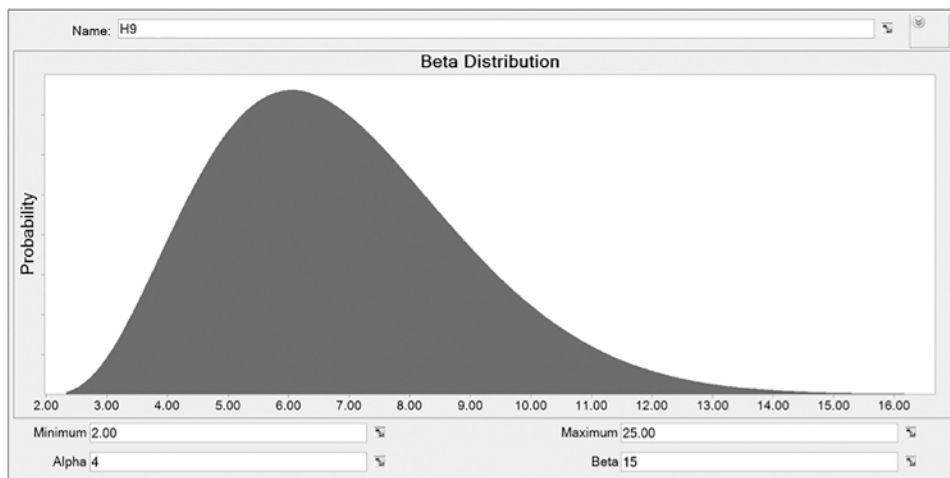 Name: H9
Beta Distribution
Probability
2.00 3.00 4.00 5.00 6.00 7.00 8.00 9.00 10.00 11.00 12.00 13.00 14.00 15.00 16.00
Minimum 2.00 Maximum 25.00
Alpha 4 Beta 15